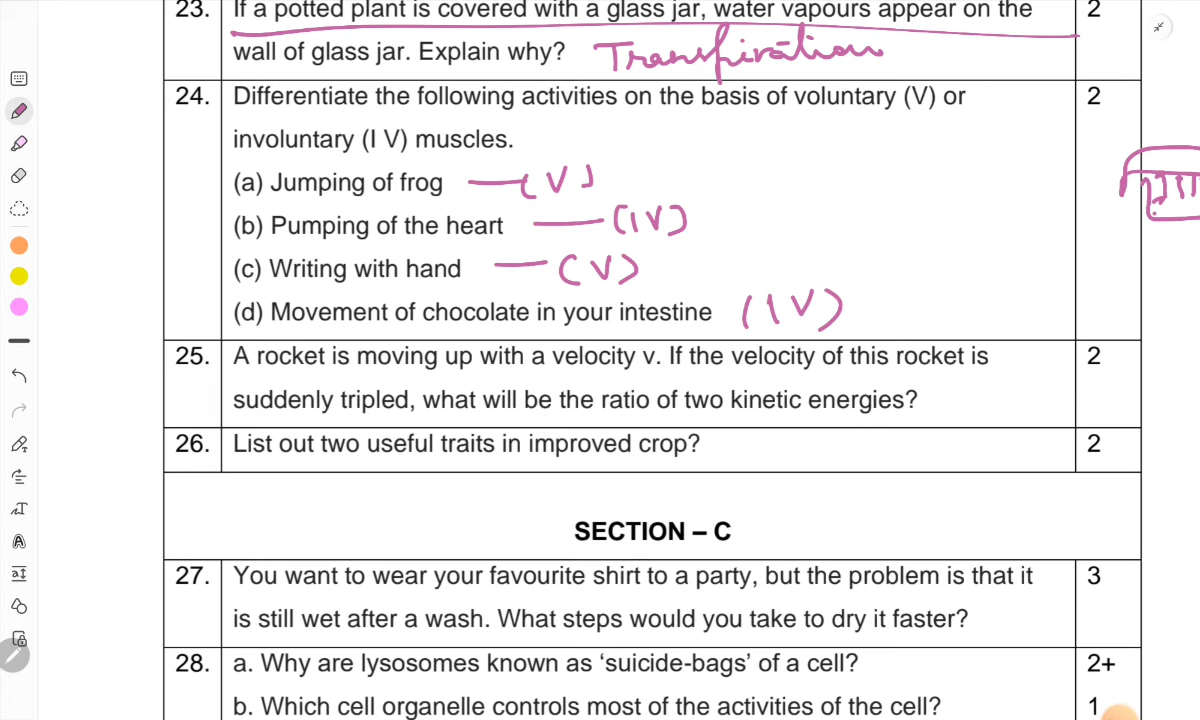 23. If a potted plant is covered with a glass jar, water vapours appear on the 2
wall of glass jar. Explain why? Transpiration
24. Differentiate the following activities on the basis of voluntary (V) or 2
involuntary (I V) muscles.
(a) Jumping of frog (V)
(b) Pumping of the heart (IV)
(c) Writing with hand (V)
(d) Movement of chocolate in your intestine (IV)
25. A rocket is moving up with a velocity v. If the velocity of this rocket is 2
suddenly tripled, what will be the ratio of two kinetic energies?
26. List out two useful traits in improved crop? 2
SECTION – C
27. You want to wear your favourite shirt to a party, but the problem is that it 3
is still wet after a wash. What steps would you take to dry it faster?
28. a. Why are lysosomes known as ‘suicide-bags’ of a cell? 2+
b. Which cell organelle controls most of the activities of the cell? 1